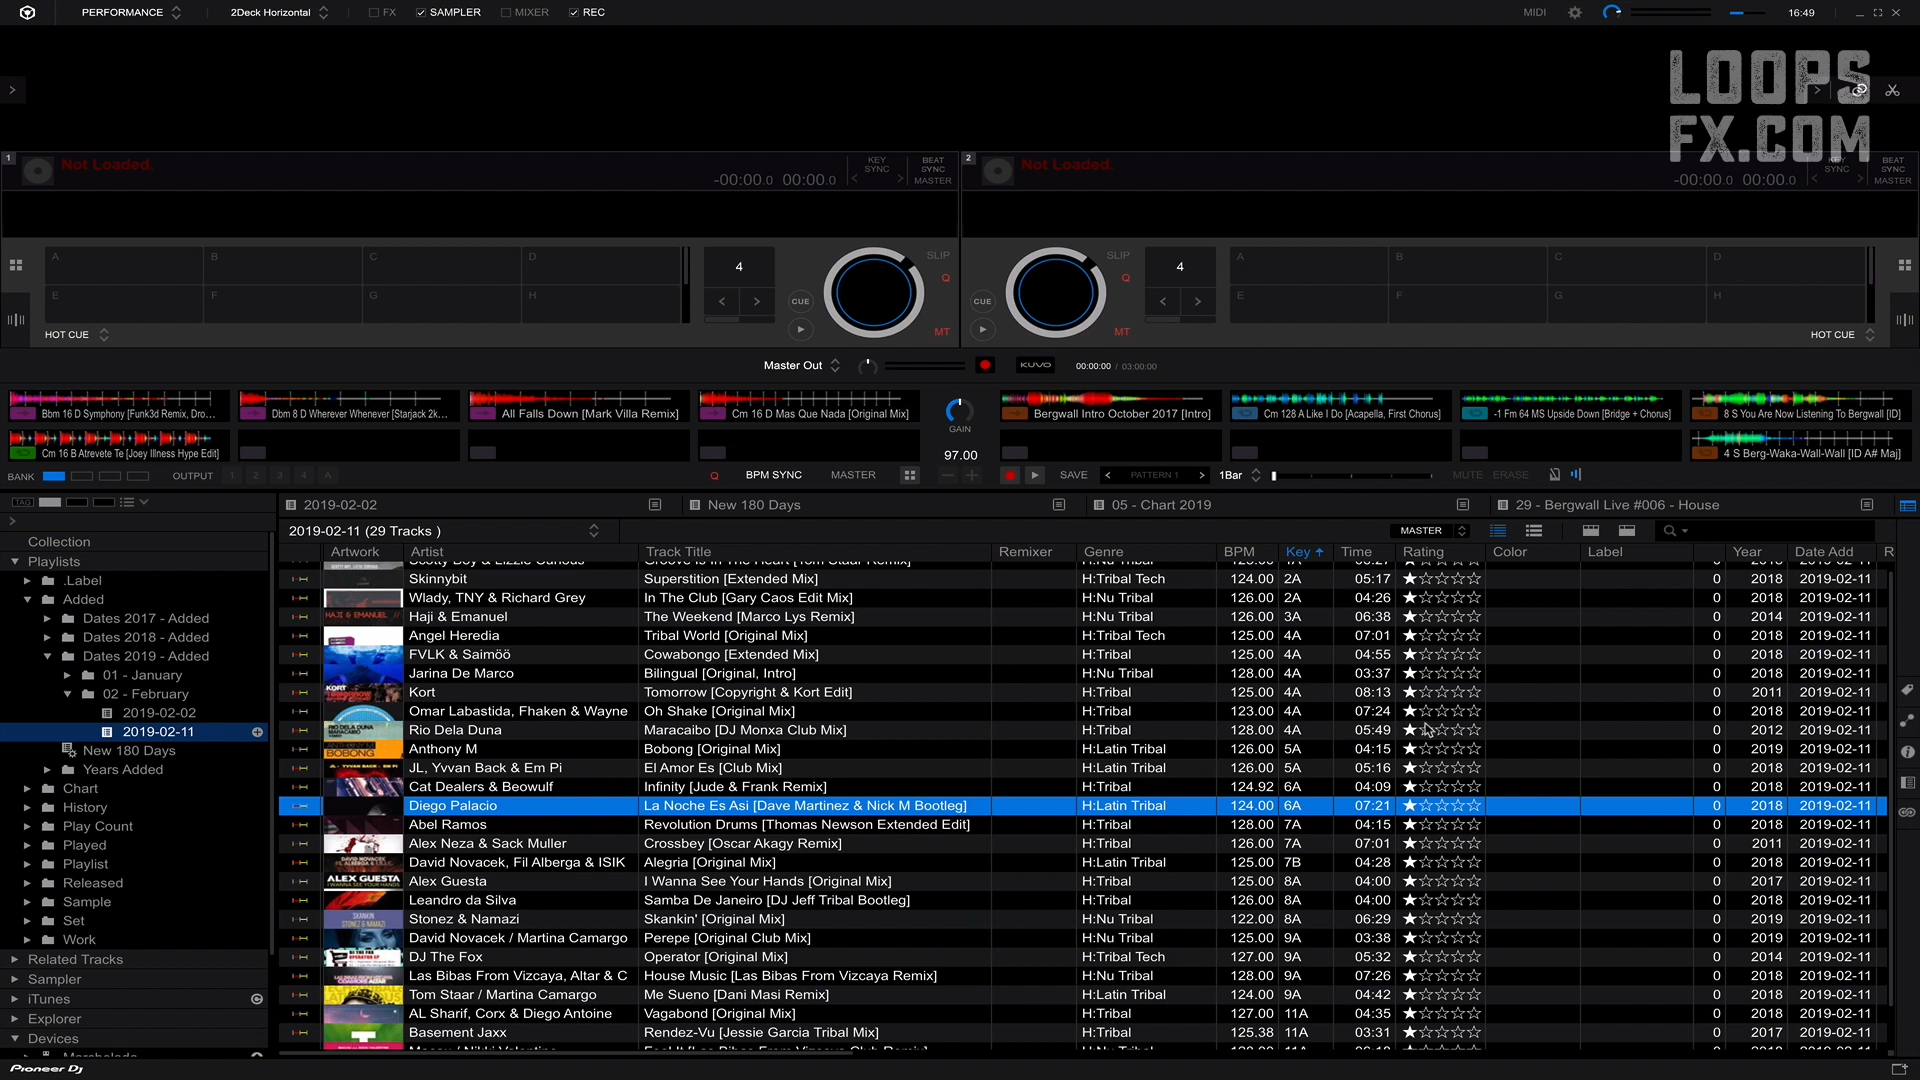 PERFORMANCE 2Deck Horizontal FX SAMPLER MIXER REC MIDI 16:49
LOOPS
FX.COM
1 Not Loaded. -00:00.0 00:00.0 KEY SYNC BEAT SYNC MASTER
2 Not Loaded. -00:00.0 00:00.0 KEY SYNC BEAT SYNC MASTER
A B C D 4 SLIP SLIP 4 A B C D
Q Q
E F G H CUE CUE E F G H
HOT CUE MT MT HOT CUE
Master Out KUVO 00:00:00 / 03:00:00
Bbm 16 D Symphony [Funk3d Remix, Dro...
Dbm 8 D Wherever Whenever [Starjack 2k...
All Falls Down [Mark Villa Remix]
Cm 16 D Mas Que Nada [Original Mix]
GAIN
Bergwall Intro October 2017 [Intro]
Cm 128 A Like I Do [Acapella, First Chorus]
-1 Fm 64 MS Upside Down [Bridge + Chorus]
8 S You Are Now Listening To Bergwall [ID]
Cm 16 B Atrevete Te [Joey Illness Hype Edit]
97.00
4 S Berg-Waka-Wall-Wall [ID A# Maj]
BANK OUTPUT 1 2 3 4 A Q BPM SYNC MASTER SAVE PATTERN 1 1Bar MUTE ERASE
TAG 2019-02-02 New 180 Days 05 - Chart 2019 29 - Bergwall Live #006 - House
2019-02-11 (29 Tracks ) MASTER
Collection
Playlists
.Label
Added
Dates 2017 - Added
Dates 2018 - Added
Dates 2019 - Added
01 - January
02 - February
2019-02-02
2019-02-11
New 180 Days
Years Added
Chart
History
Play Count
Played
Playlist
Released
Sample
Set
Work
Related Tracks
Sampler
iTunes
Explorer
Devices
Artwork Artist Track Title Remixer Genre BPM Key Time Rating Color Label Year Date Add R
Skinnybit Superstition [Extended Mix] H:Tribal Tech 124.00 2A 05:17 0 2018 2019-02-11
Wlady, TNY & Richard Grey In The Club [Gary Caos Edit Mix] H:Nu Tribal 126.00 2A 04:26 0 2018 2019-02-11
Haji & Emanuel The Weekend [Marco Lys Remix] H:Nu Tribal 126.00 3A 06:38 0 2014 2019-02-11
Angel Heredia Tribal World [Original Mix] H:Tribal Tech 125.00 4A 07:01 0 2018 2019-02-11
FVLK & Saimöö Cowabongo [Extended Mix] H:Tribal 126.00 4A 04:55 0 2018 2019-02-11
Jarina De Marco Bilingual [Original, Intro] H:Nu Tribal 128.00 4A 03:37 0 2018 2019-02-11
Kort Tomorrow [Copyright & Kort Edit] H:Tribal 125.00 4A 08:13 0 2011 2019-02-11
Omar Labastida, Fhaken & Wayne Oh Shake [Original Mix] H:Tribal 123.00 4A 07:24 0 2018 2019-02-11
Rio Dela Duna Maracaibo [DJ Monxa Club Mix] H:Tribal 128.00 4A 05:49 0 2012 2019-02-11
Anthony M Bobong [Original Mix] H:Latin Tribal 126.00 5A 04:15 0 2019 2019-02-11
JL, Yvvan Back & Em Pi El Amor Es [Club Mix] H:Latin Tribal 126.00 5A 05:16 0 2018 2019-02-11
Cat Dealers & Beowulf Infinity [Jude & Frank Remix] H:Tribal 124.92 6A 04:09 0 2018 2019-02-11
Diego Palacio La Noche Es Asi [Dave Martinez & Nick M Bootleg] H:Latin Tribal 124.00 6A 07:21 0 2018 2019-02-11
Abel Ramos Revolution Drums [Thomas Newson Extended Edit] H:Tribal 128.00 7A 04:15 0 2018 2019-02-11
Alex Neza & Sack Muller Crossbey [Oscar Akagy Remix] H:Tribal 126.00 7A 07:01 0 2011 2019-02-11
David Novacek, Fil Alberga & ISIK Alegria [Original Mix] H:Latin Tribal 125.00 7B 04:28 0 2018 2019-02-11
Alex Guesta I Wanna See Your Hands [Original Mix] H:Tribal 125.00 8A 04:00 0 2017 2019-02-11
Leandro da Silva Samba De Janeiro [DJ Jeff Tribal Bootleg] H:Tribal 126.00 8A 04:00 0 2018 2019-02-11
Stonez & Namazi Skankin' [Original Mix] H:Nu Tribal 122.00 8A 06:29 0 2019 2019-02-11
David Novacek / Martina Camargo Perepe [Original Club Mix] H:Nu Tribal 125.00 9A 03:38 0 2019 2019-02-11
DJ The Fox Operator [Original Mix] H:Tribal Tech 127.00 9A 05:32 0 2014 2019-02-11
Las Bibas From Vizcaya, Altar & C House Music [Las Bibas From Vizcaya Remix] H:Nu Tribal 128.00 9A 07:26 0 2018 2019-02-11
Tom Staar / Martina Camargo Me Sueno [Dani Masi Remix] H:Latin Tribal 124.00 9A 04:42 0 2018 2019-02-11
AL Sharif, Corx & Diego Antoine Vagabond [Original Mix] H:Tribal 127.00 11A 04:35 0 2018 2019-02-11
Basement Jaxx Rendez-Vu [Jessie Garcia Tribal Mix] H:Tribal 125.38 11A 03:31 0 2017 2019-02-11
Pioneer Dj